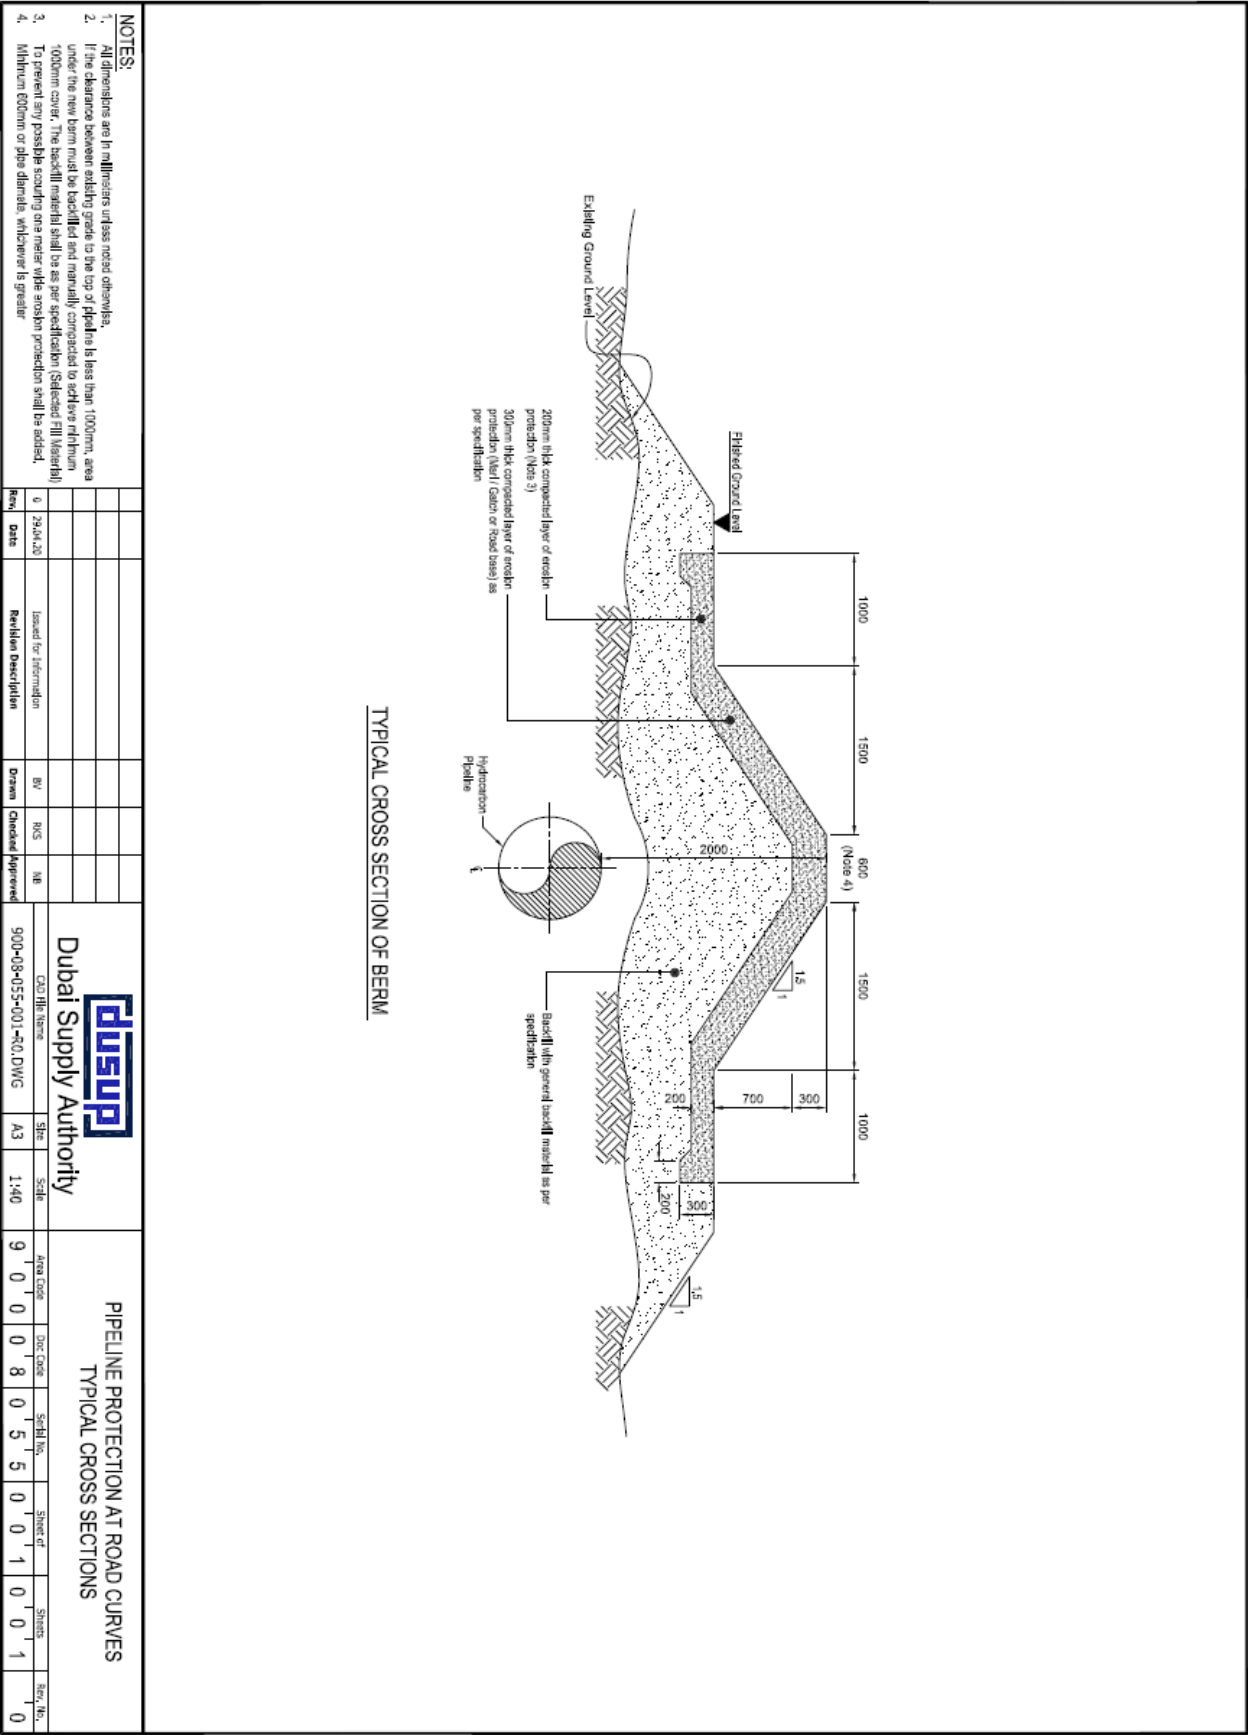 Finished Ground Level
1000
1500
600
(Note 4)
1500
1000
1.5
1
300
700
200
2000
300
200
1.5
1
Existing Ground Level
200mm thick compacted layer of erosion
protection (Note 3)
300mm thick compacted layer of erosion
protection (Marl / Gatch or Road base) as
per specification
Hydrocarbon
Pipeline
Backfill with general backfill material as per
specification
TYPICAL CROSS SECTION OF BERM
NOTES:
1. All dimensions are in millimeters unless noted otherwise.
2. If the clearance between existing grade to the top of pipeline is less than 1000mm, area
under the new berm must be backfilled and manually compacted to achieve minimum
1000mm cover. The backfill material shall be as per specification (Selected Fill Material)
3. To prevent any possible scouring one meter wide erosion protection shall be added.
4. Minimum 600mm or pipe diamete, whichever is greater
29.04.20 Issued for Information BV RKS NB
Rev. Date Revision Description Drawn Checked Approved
dusup
Dubai Supply Authority
CAD File Name Size Scale
900-08-055-001-R0.DWG A3 1:40
PIPELINE PROTECTION AT ROAD CURVES
TYPICAL CROSS SECTIONS
Area Code Doc Code Serial No. Sheet of Sheets Rev. No.
9 0 0 0 8 0 5 5 0 0 1 0 0 1 0